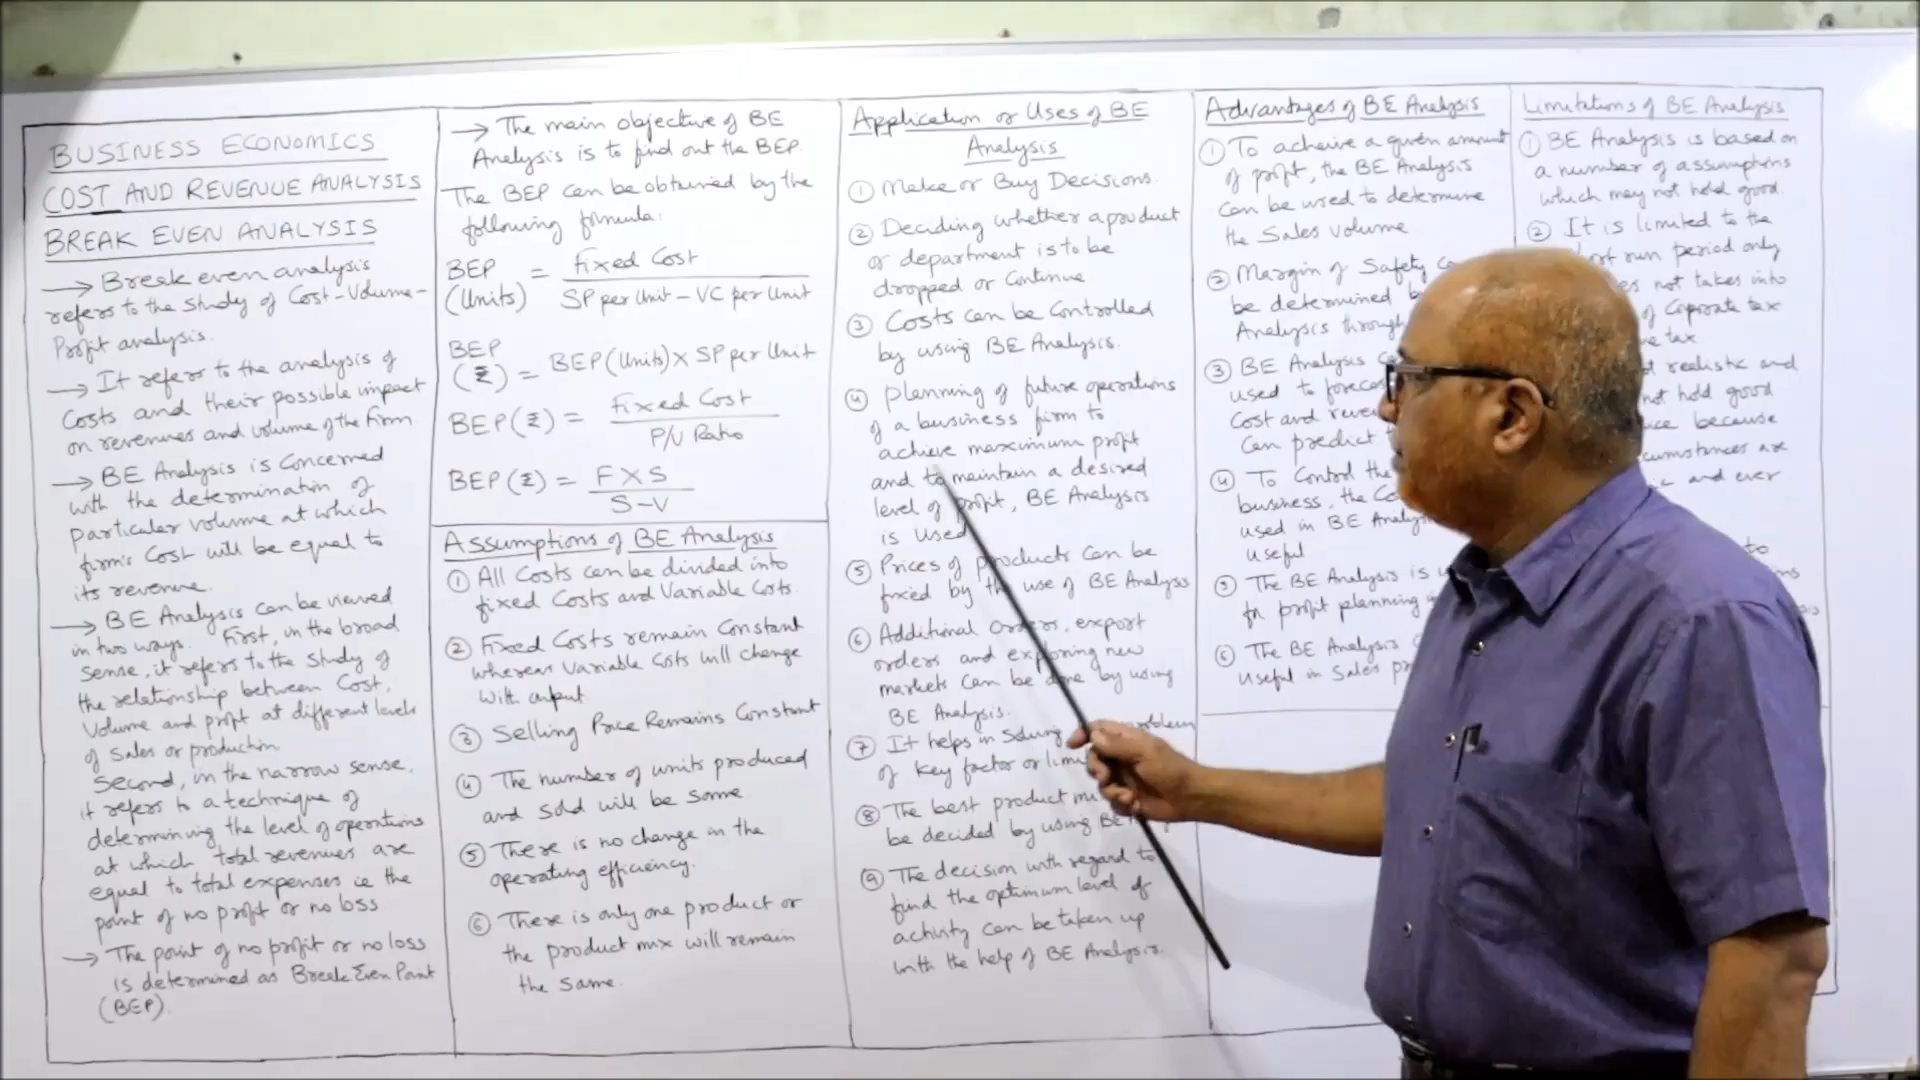 BUSINESS ECONOMICS
COST AND REVENUE ANALYSIS
BREAK EVEN ANALYSIS
→ Break even analysis
refers to the study of Cost-Volume-
Profit analysis.
→ It refers to the analysis of
Costs and their possible impact
on revenues and volume of the firm
→ BE Analysis is Concerned
with the determination of
particular volume at which
firm's Cost will be equal to
its revenue.
→ BE Analysis can be viewed
in two ways. First, in the broad
sense, it refers to the study of
the relationship between Cost,
Volume and profit at different levels
of sales or production
Second, in the narrow sense,
it refers to a technique of
determining the level of operations
at which total revenues are
equal to total expenses ie the
point of no profit or no loss
→ The point of no profit or no loss
is determined as Break Even Point
(BEP).
→ The main objective of BE
Analysis is to find out the BEP.
The BEP can be obtained by the
following formula:
BEP (Units) = Fixed Cost / SP per Unit – VC per Unit
BEP (₹) = BEP (Units) × SP per Unit
BEP (₹) = Fixed Cost / P/V Ratio
BEP (₹) = F X S / S-V
Assumptions of BE Analysis
① All Costs can be divided into
fixed Costs and Variable Costs.
② Fixed Costs remain Constant
whereas Variable Costs will change
with output
③ Selling Price Remains Constant
④ The number of units produced
and sold will be same
⑤ There is no change in the
operating efficiency.
⑥ There is only one product or
the product mix will remain
the same.
Application or Uses of BE
Analysis
① Make or Buy Decisions.
② Deciding whether a product
or department is to be
droopped or Continue
③ Costs can be Controlled
by using BE Analysis.
④ Planning of future operations
of a business firm to
achieve maximum profit
and to maintain a desired
level of profit, BE Analysis
is used
⑤ Prices of products can be
fixed by the use of BE Analysis
⑥ Additional orders, export
orders and exploring new
markets can be done by using
BE Analysis.
⑦ It helps in Solving problem
of key factor or
⑧ The best product
be decided by using
⑨ The decision with regard to
find the optimum level of
activity can be taken up
with the help of BE Analysis.
Advantages of BE Analysis
① To acheive a given amount
of profit, the BE Analysis
can be used to determine
the Sales volume
② Margin of Safety
be determined
Analysis through
③ BE Analysis
used to
Cost and
Can predict
④ To Control the
business, the
used in BE
useful
⑤ The BE Analysis is
for profit planning
⑥ The BE Analysis
useful in Sales
Limitations of BE Analysis
① BE Analysis is based on
a number of assumptions
which may not hold good.
② It is limited to the
run period only
not takes into
of Coprorate tax
tax
realistic and
not hold good
because
are
and ever
to